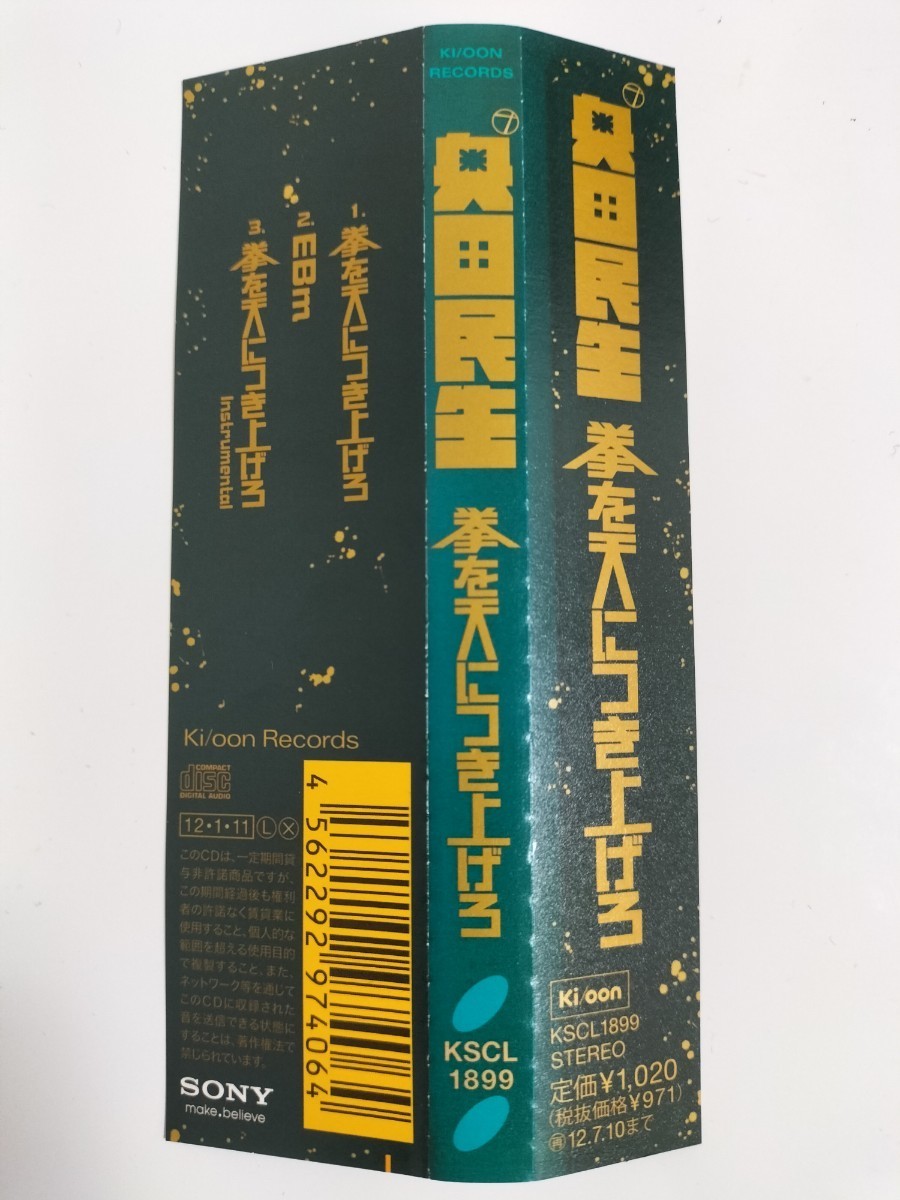 ㋫
奥田民生
拳を天につき上げろ
Ki/oon
KSCL1899
STEREO
定価¥1,020
(税抜価格¥971)
㊢12.7.10まで
KI/OON
RECORDS
㋫
奥田民生
拳を天につき上げろ
KSCL
1899
1. 拳を天につき上げろ
2. EBm
3. 拳を天につき上げろ
Instrumental
Ki/oon Records
COMPACT
disc
DIGITAL AUDIO
12・1・11 Ⓛ Ⓧ
このCDは、一定期間貸
与非許諾商品ですが、
この期間経過後も権利
者の許諾なく賃貸業に
使用すること、個人的な
範囲を超える使用目的
で複製すること、また、
ネットワーク等を通じて
このCDに収録された
音を送信できる状態に
することは、著作権法で
禁じられています。
SONY
make.believe
4 562292 974064